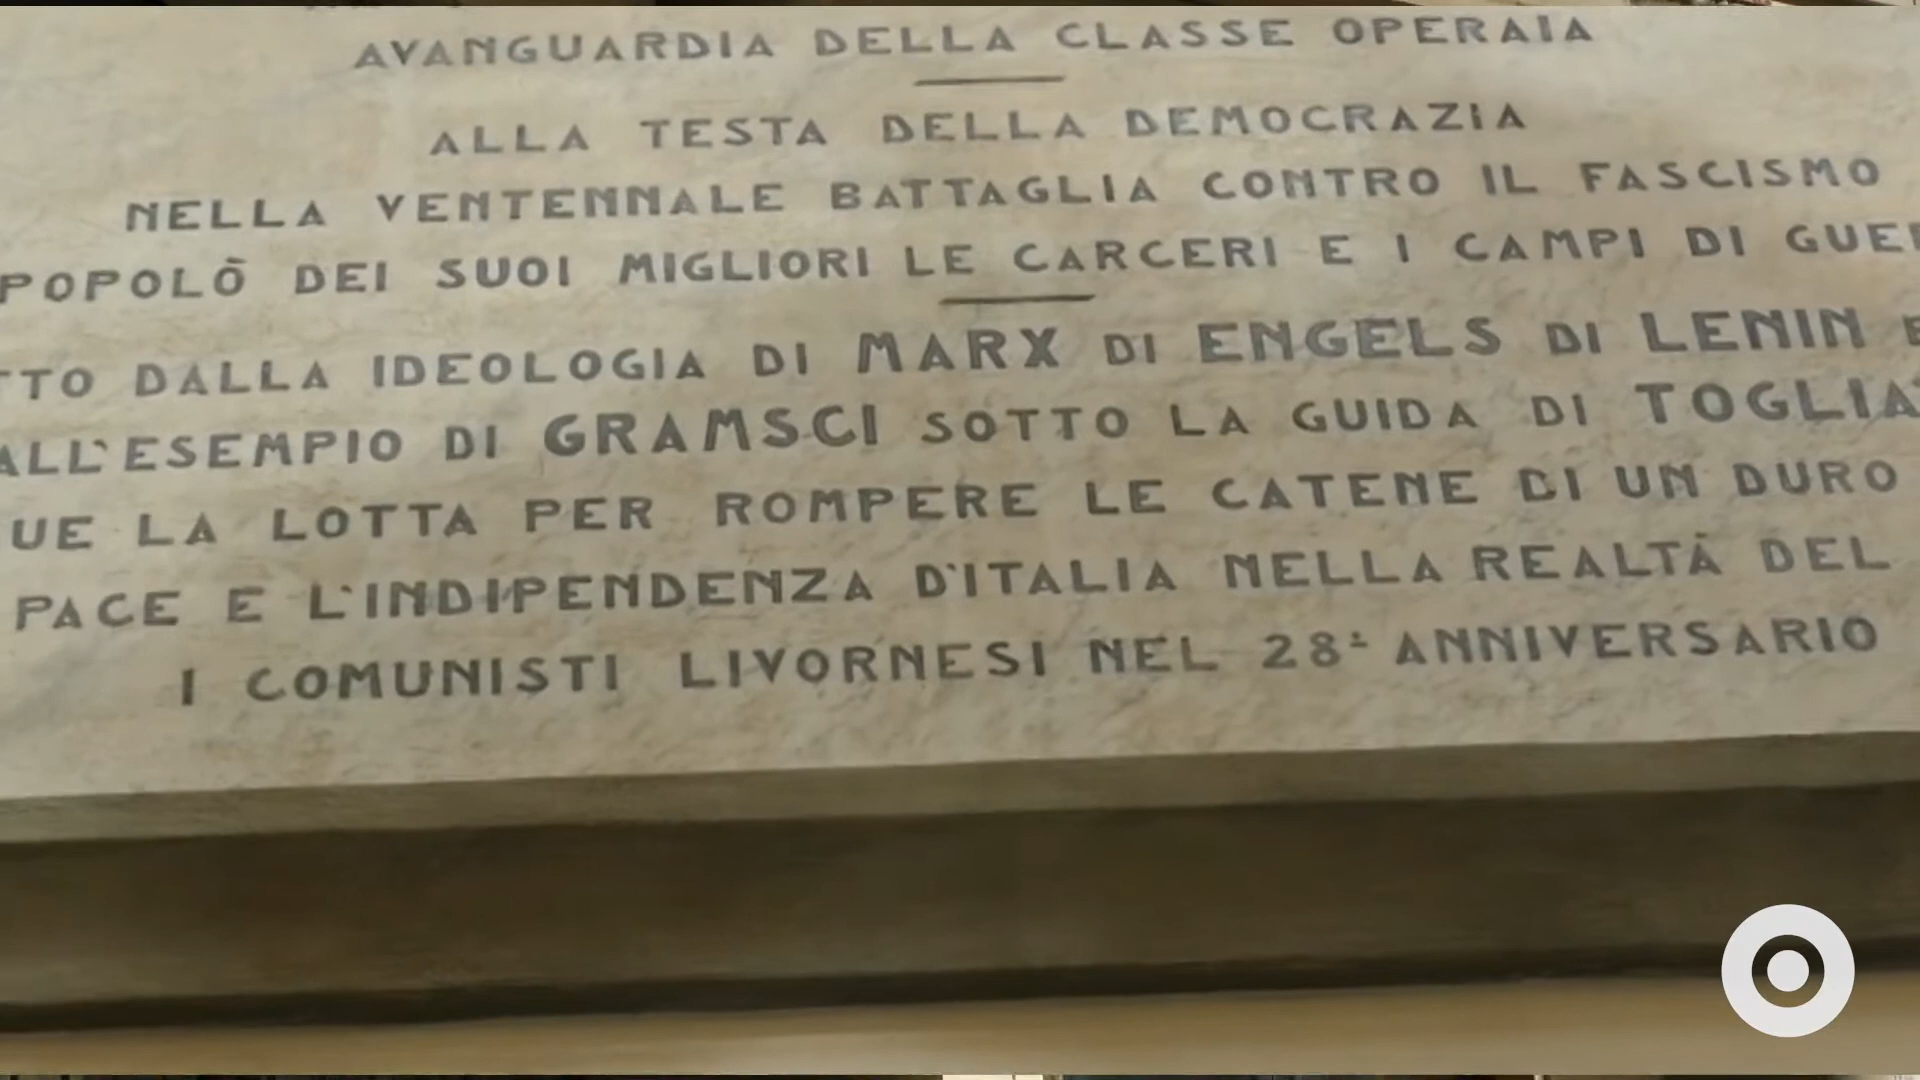 AVANGUARDIA DELLA CLASSE OPERAIA
ALLA TESTA DELLA DEMOCRAZIA
NELLA VENTENNALE BATTAGLIA CONTRO IL FASCISMO
POPOLÒ DEI SUOI MIGLIORI LE CARCERI E I CAMPI DI
DALLA IDEOLOGIA DI MARX DI ENGELS DI LENIN E
ALL'ESEMPIO DI GRAMSCI SOTTO LA GUIDA DI
LA LOTTA PER ROMPERE LE CATENE DI UN DURO
PACE E L'INDIPENDENZA D'ITALIA NELLA REALTÀ DEL
I COMUNISTI LIVORNESI NEL 28° ANNIVERSARIO